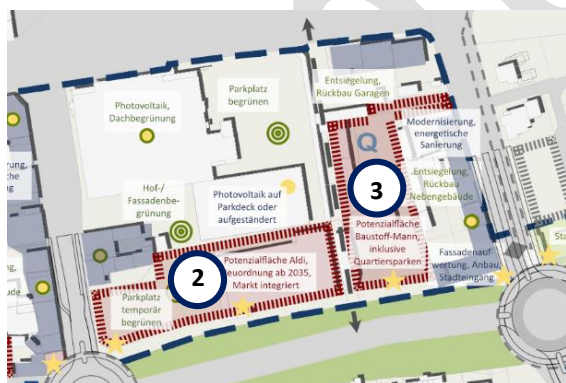 Photovoltaik,
Dachbegrünung
Parkplatz
begrünen
Entsiegelung,
Rückbau Garagen
Modernisierung,
energetische
Sanierung
Q
Hof-/
Fassadenbe-
grünung
Photovoltaik auf
Parkdeck oder
aufgeständert
3
Entsiegelung,
Rückbau
Nebengebäude
Potenzialfläche
Baustoff-Mann,
inklusive
Quartiersparken
2
Potenzialfläche Aldi,
ab 2035,
Markt integriert
Parkplatz
temporär
begrünen
Fassadenauf-
wertung, Anbau,
Stadteingang